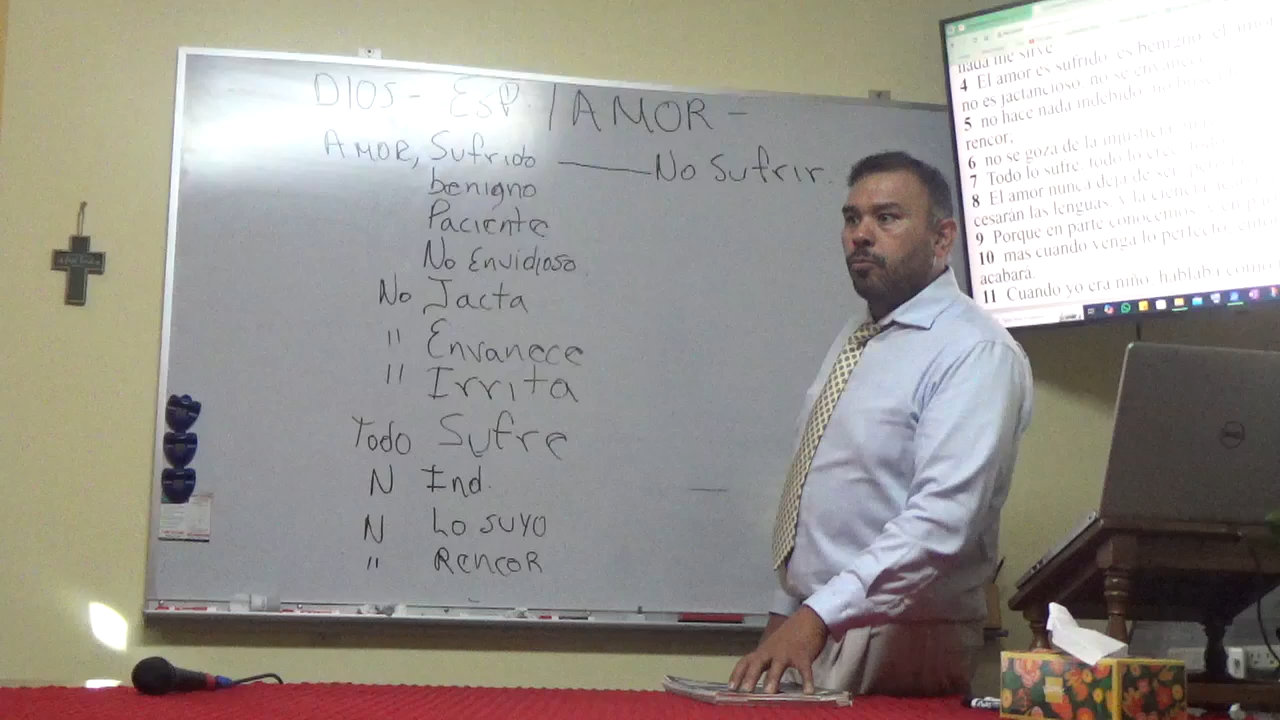 DIOS - ESP. / AMOR -
AMOR, Sufrido — No Sufrir.
benigno
Paciente
No Envidioso.
No Jacta
" Envanece
" Irrita
Todo Sufre
N Ind.
N Lo SUYO
" RENCOR
nada me sirve
4 El amor es sufrido, es benigno; el
no es jactancioso, no se envanece
5 no hace nada indebido, no busca
rencor;
6 no se goza de la injusticia,
7 Todo lo sufre, todo lo cree,
8 El amor nunca deja de ser;
cesarán las lenguas, y la ciencia
9 Porque en parte conocemos,
10 mas cuando venga lo perfecto,
acabará.
11 Cuando yo era niño, hablaba como
DELL